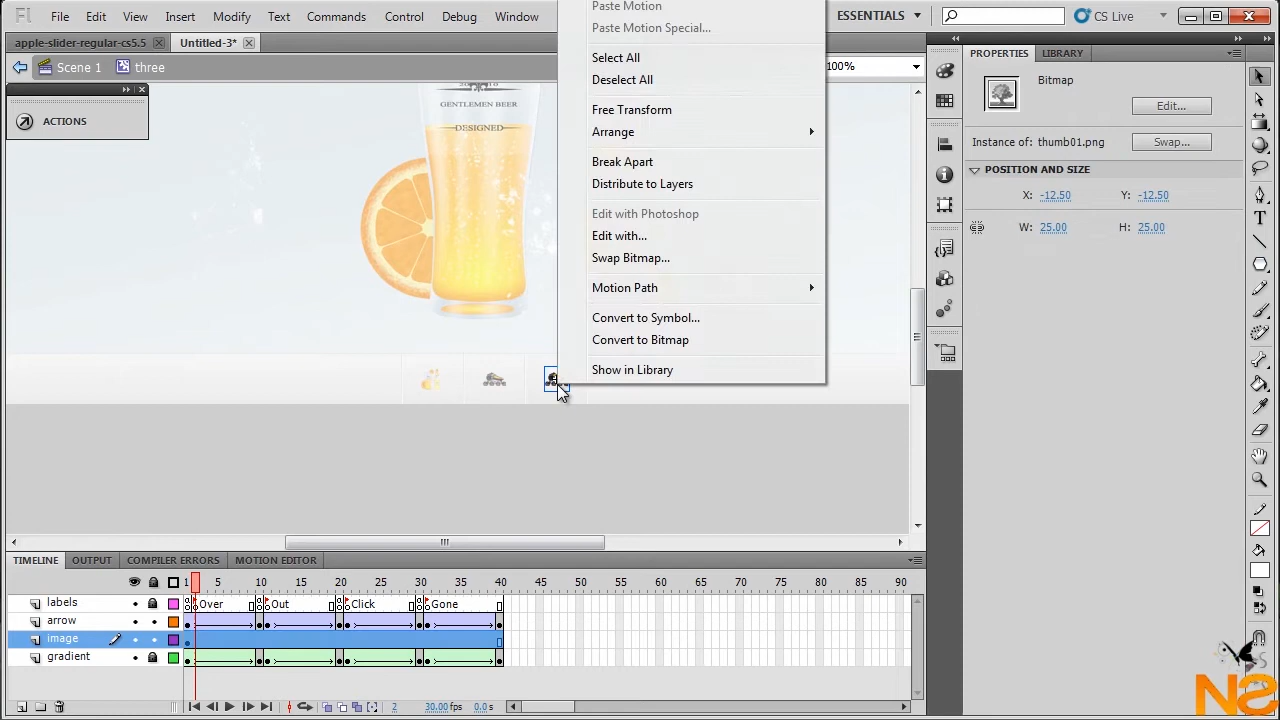 Fl File Edit View Insert Modify Text Commands Control Debug Window ESSENTIALS CS Live
apple-slider-regular-cs5.5 Untitled-3*
Scene 1 three 100%
ACTIONS
GENTLEMEN BEER
DESIGNED
Paste Motion
Paste Motion Special...
Select All
Deselect All
Free Transform
Arrange
Break Apart
Distribute to Layers
Edit with Photoshop
Edit with...
Swap Bitmap...
Motion Path
Convert to Symbol...
Convert to Bitmap
Show in Library
PROPERTIES LIBRARY
Bitmap
Edit...
Instance of: thumb01.png Swap...
POSITION AND SIZE
X: -12.50 Y: -12.50
W: 25.00 H: 25.00
TIMELINE OUTPUT COMPILER ERRORS MOTION EDITOR
1 5 10 15 20 25 30 35 40 45 50 55 60 65 70 75 80 85 90
labels Over Out Click Gone
arrow
image
gradient
2 30.00 fps 0.0 s
NS